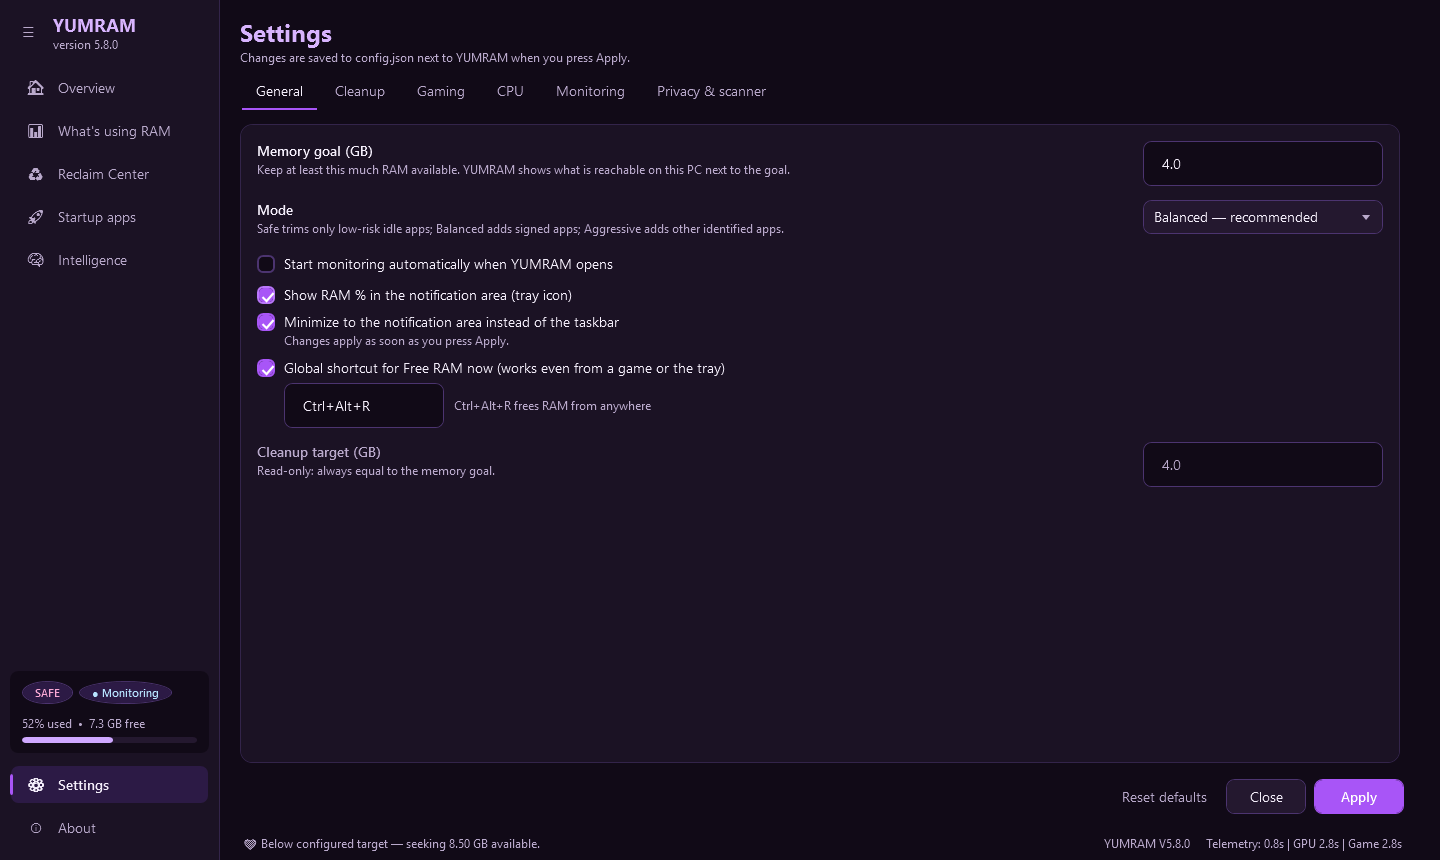 ☰ YUMRAM
version 5.8.0
Overview
What's using RAM
Reclaim Center
Startup apps
Intelligence
SAFE
● Monitoring
52% used • 7.3 GB free
Settings
About
Settings
Changes are saved to config.json next to YUMRAM when you press Apply.
General Cleanup Gaming CPU Monitoring Privacy & scanner
Memory goal (GB)
Keep at least this much RAM available. YUMRAM shows what is reachable on this PC next to the goal.
4.0
Mode
Safe trims only low-risk idle apps; Balanced adds signed apps; Aggressive adds other identified apps.
Balanced — recommended
Start monitoring automatically when YUMRAM opens
Show RAM % in the notification area (tray icon)
Minimize to the notification area instead of the taskbar
Changes apply as soon as you press Apply.
Global shortcut for Free RAM now (works even from a game or the tray)
Ctrl+Alt+R
Ctrl+Alt+R frees RAM from anywhere
Cleanup target (GB)
Read-only: always equal to the memory goal.
4.0
Reset defaults Close Apply
Below configured target — seeking 8.50 GB available.
YUMRAM V5.8.0 Telemetry: 0.8s | GPU 2.8s | Game 2.8s